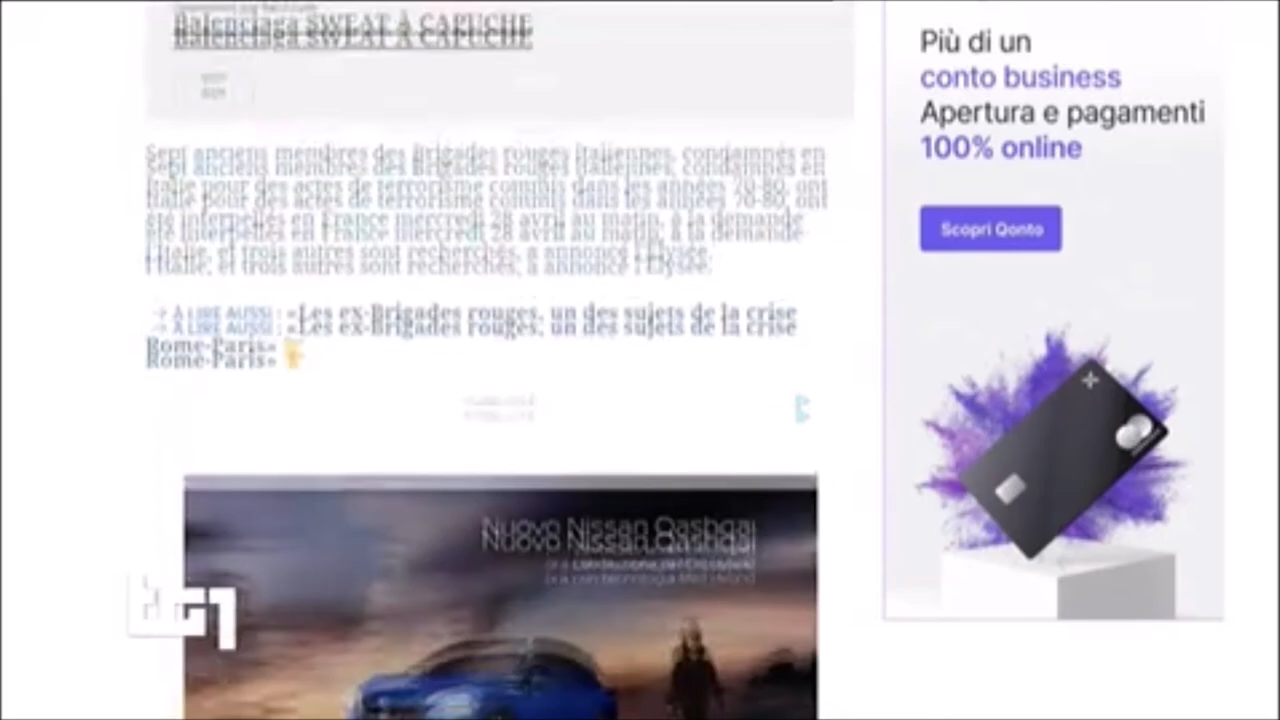 Balenciaga SWEAT À CAPUCHE
Sept anciens membres des Brigades rouges italiennes, condamnés en
Italie pour des actes de terrorisme commis dans les années 70-80, ont
été interpellés en France mercredi 28 avril au matin, à la demande
l'Italie, et trois autres sont recherchés, a annoncé l'Elysée.
→ À LIRE AUSSI : «Les ex-Brigades rouges, un des sujets de la crise
Rome-Paris»
Nuovo Nissan Qashqai
Più di un
conto business
Apertura e pagamenti
100% online
Scopri Qonto
TG1